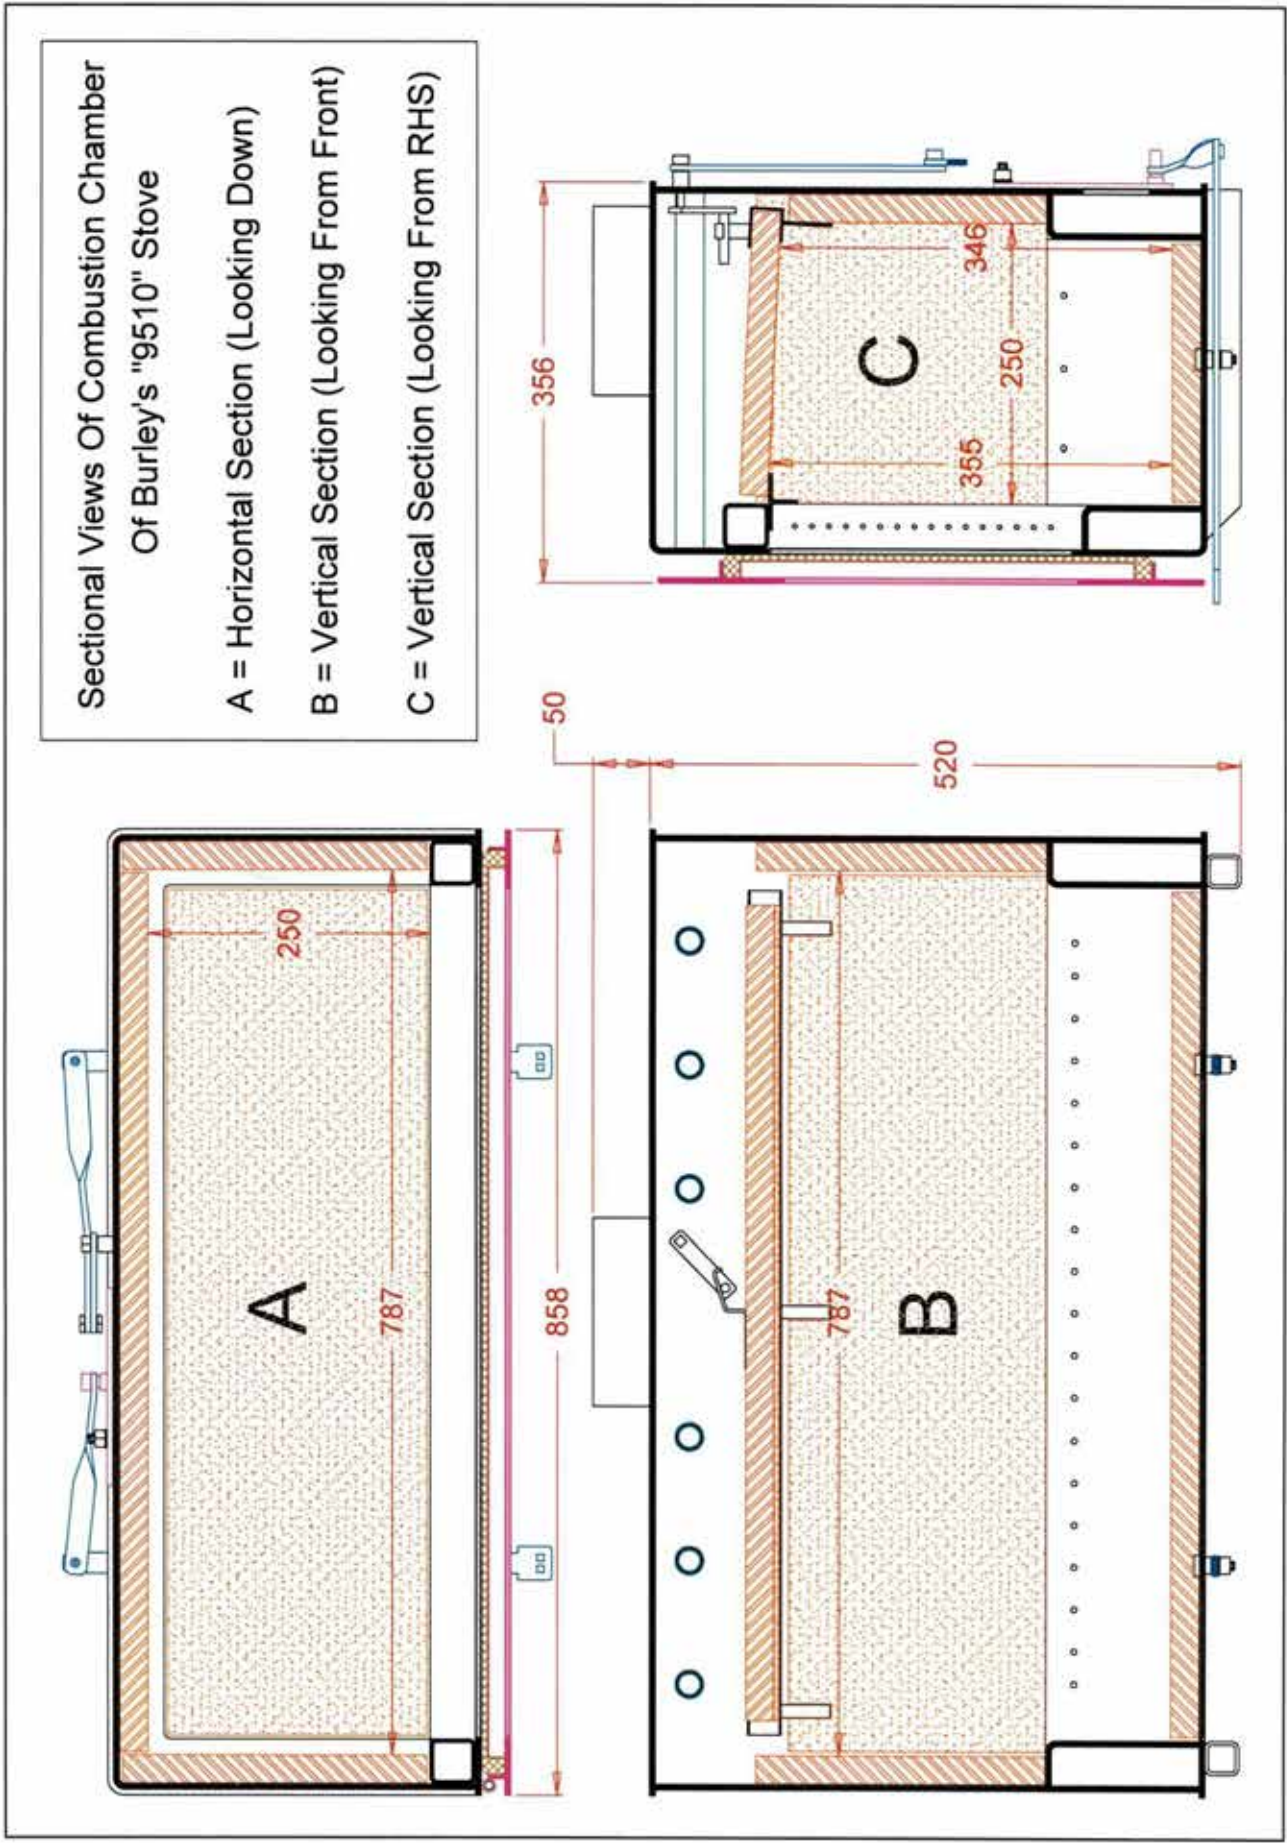 Sectional Views Of Combustion Chamber
Of Burley's "9510" Stove
A = Horizontal Section (Looking Down)
B = Vertical Section (Looking From Front)
C = Vertical Section (Looking From RHS)
A
250
787
858
50
520
787
B
356
C
346
250
355